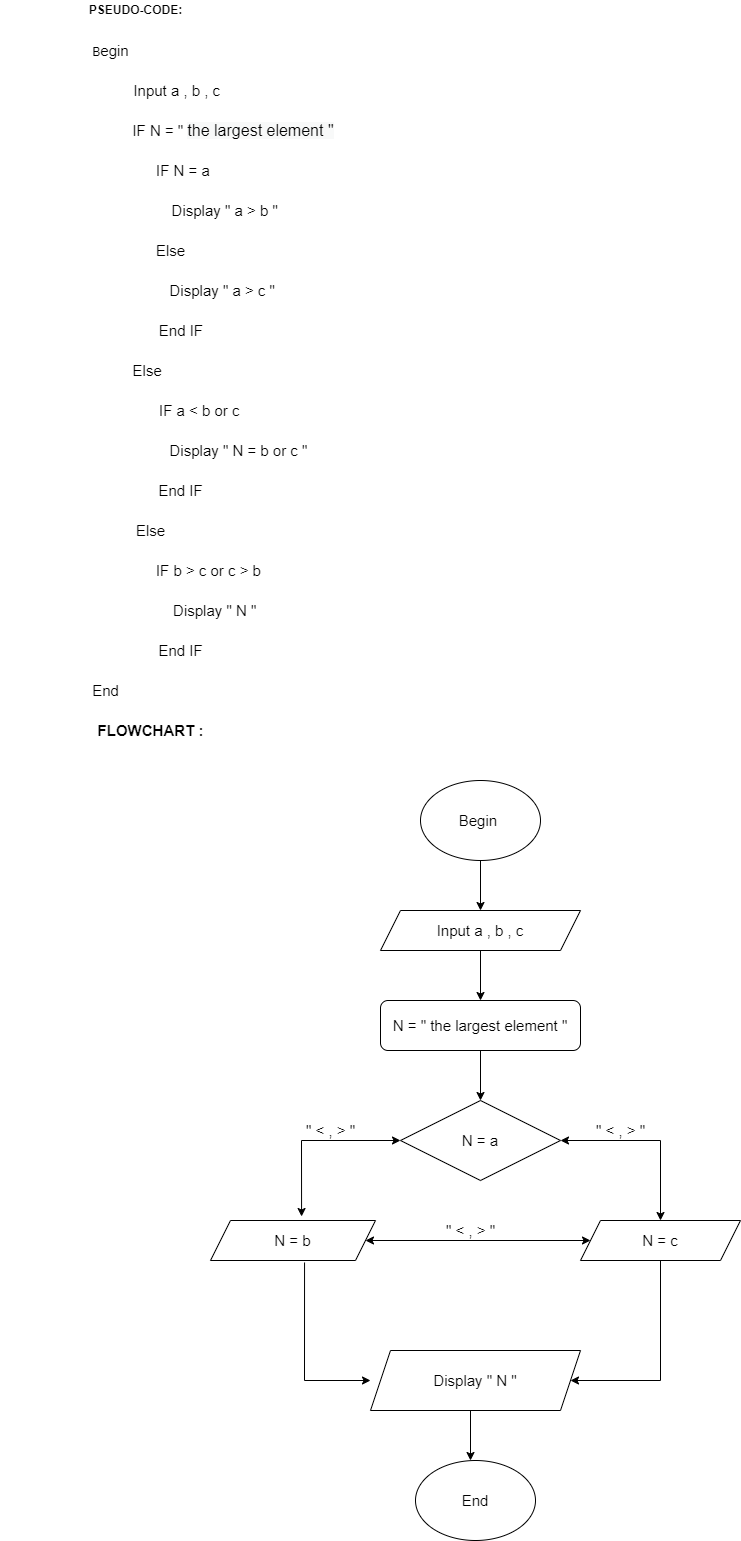 PSEUDO-CODE:
Begin
Input a , b , c
IF N = " the largest element "
IF N = a
Display " a > b "
Else
Display " a > c "
End IF
Else
IF a < b or c
Display " N = b or c "
End IF
Else
IF b > c or c > b
Display " N "
End IF
End
FLOWCHART :
Begin
Input a , b , c
N = " the largest element "
" < , > "
" < , > "
N = a
" < , > "
N = b
N = c
Display " N "
End